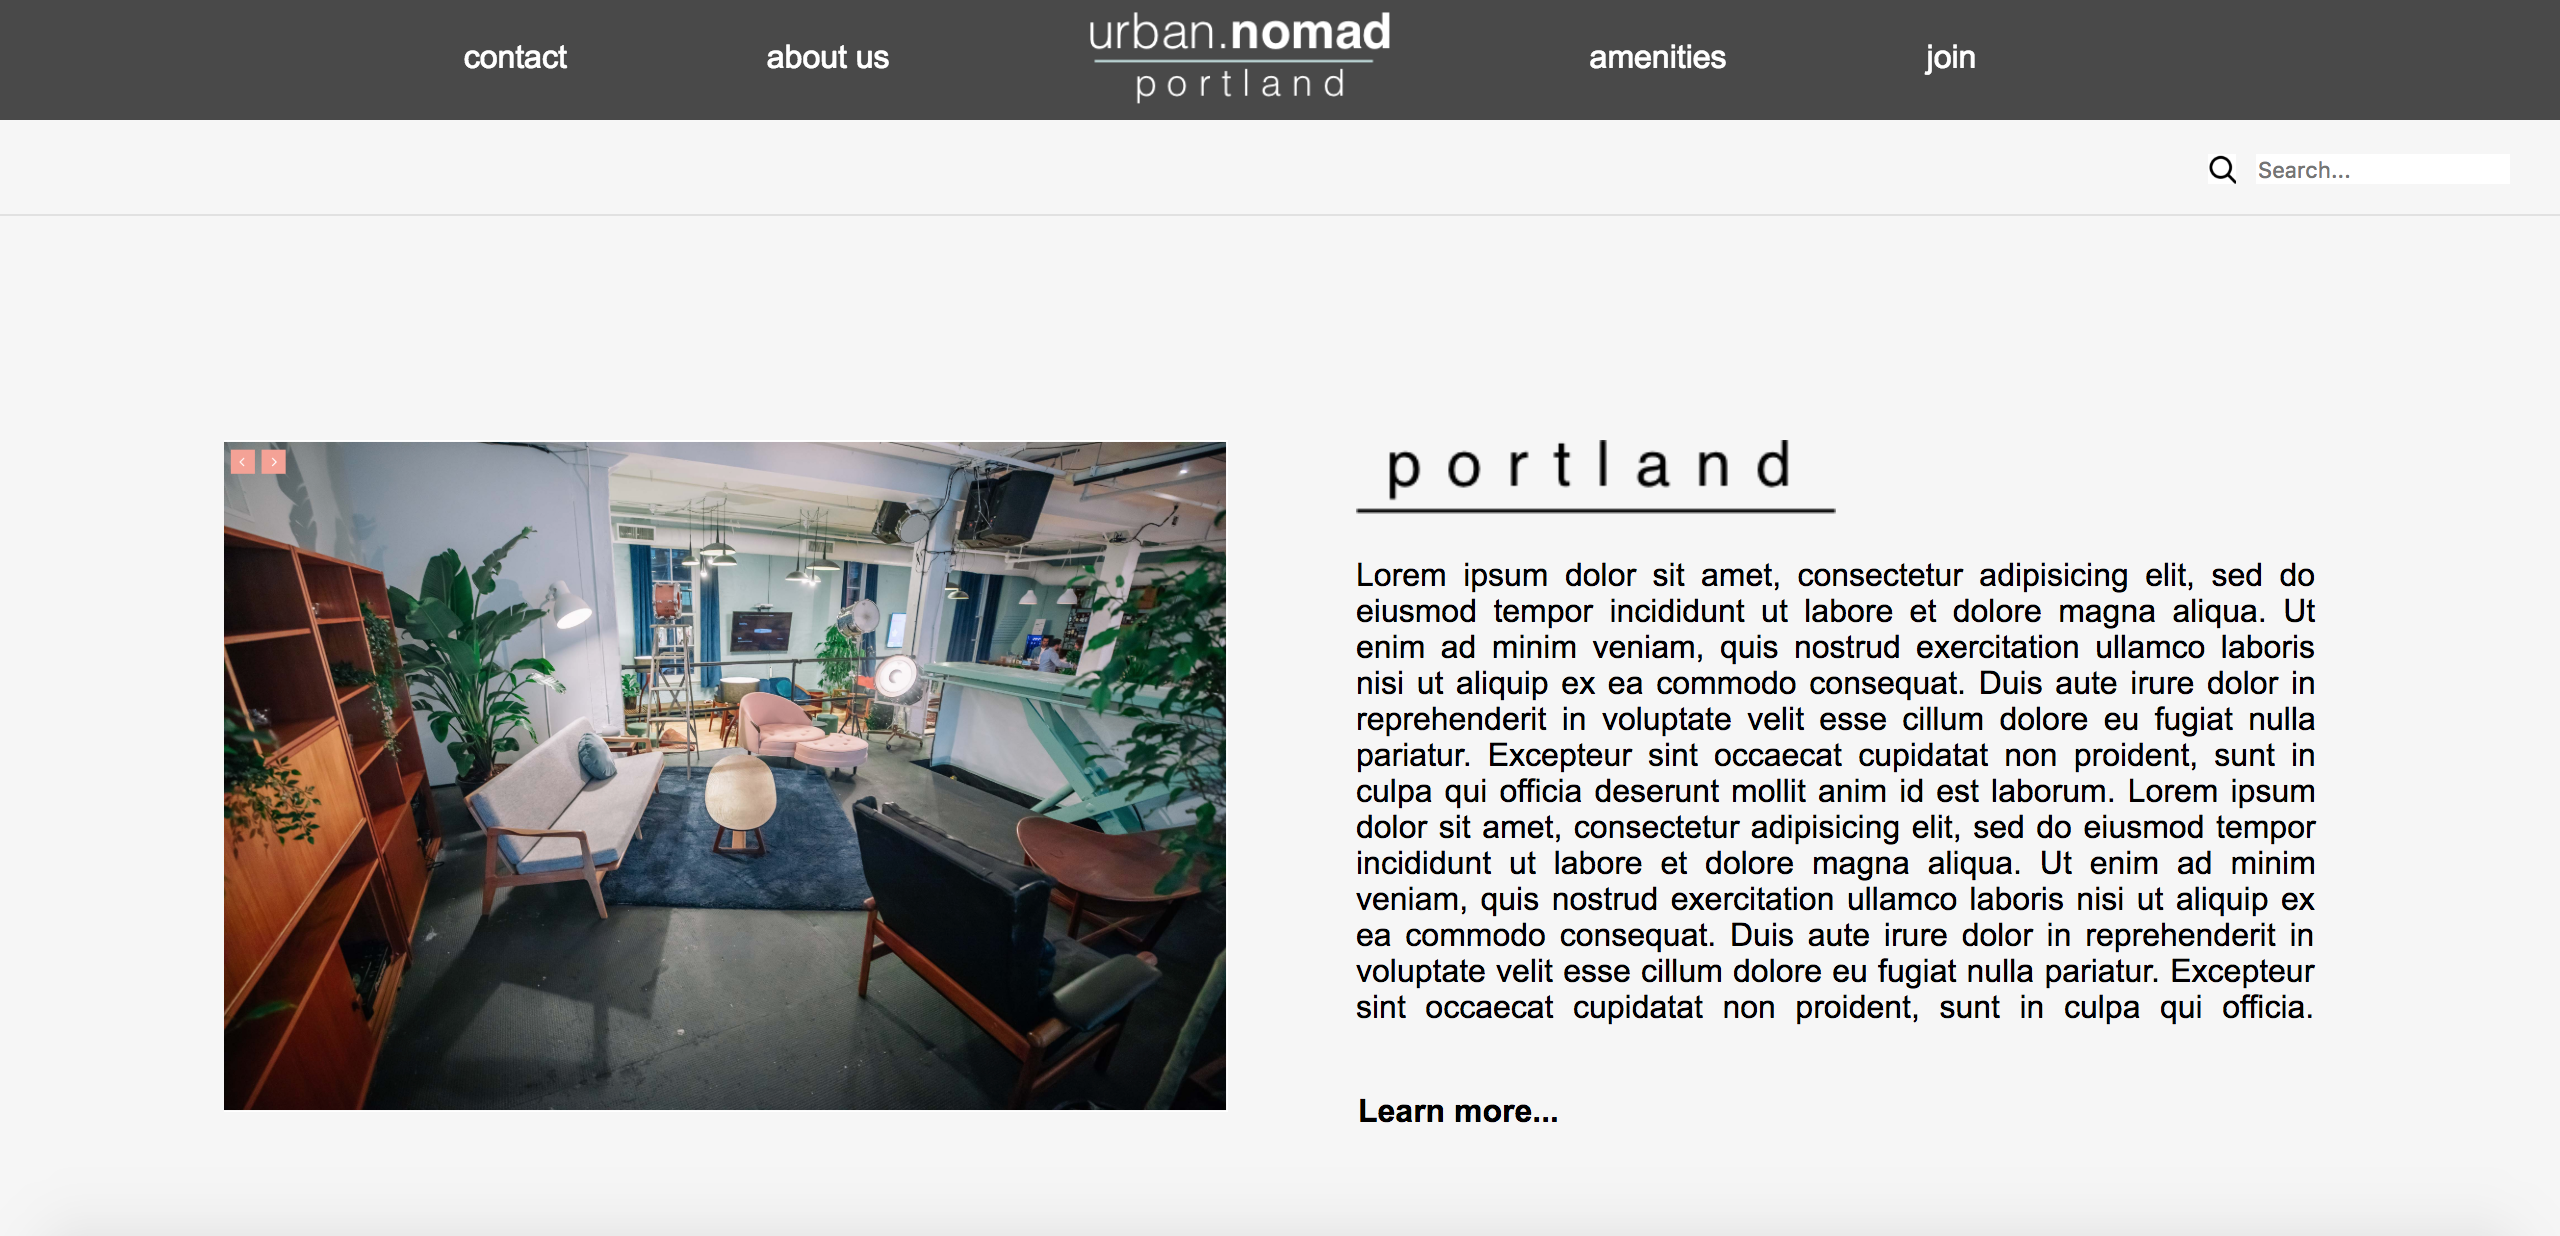 contact
about us
urban.nomad
portland
amenities
join
Search...
portland
Lorem ipsum dolor sit amet, consectetur adipisicing elit, sed do
eiusmod tempor incididunt ut labore et dolore magna aliqua. Ut
enim ad minim veniam, quis nostrud exercitation ullamco laboris
nisi ut aliquip ex ea commodo consequat. Duis aute irure dolor in
reprehenderit in voluptate velit esse cillum dolore eu fugiat nulla
pariatur. Excepteur sint occaecat cupidatat non proident, sunt in
culpa qui officia deserunt mollit anim id est laborum. Lorem ipsum
dolor sit amet, consectetur adipisicing elit, sed do eiusmod tempor
incididunt ut labore et dolore magna aliqua. Ut enim ad minim
veniam, quis nostrud exercitation ullamco laboris nisi ut aliquip ex
ea commodo consequat. Duis aute irure dolor in reprehenderit in
voluptate velit esse cillum dolore eu fugiat nulla pariatur. Excepteur
sint occaecat cupidatat non proident, sunt in culpa qui officia.
Learn more...